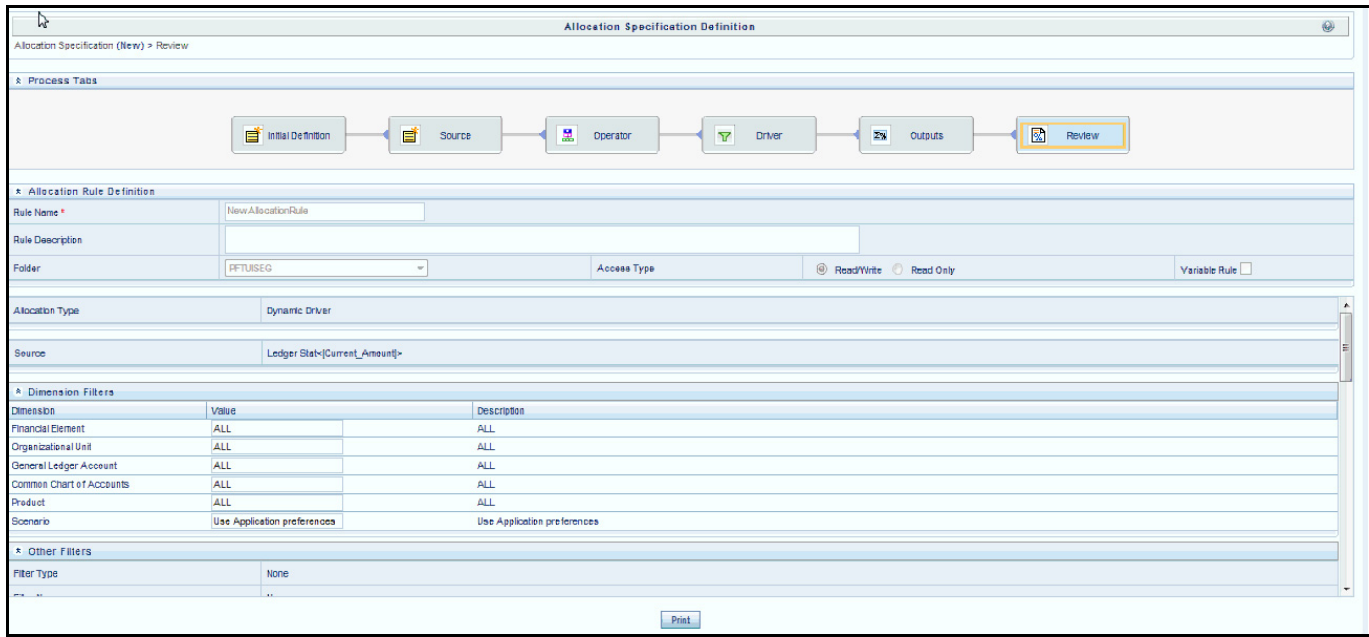 Allocation Specification Definition
Allocation Specification (New) > Review
Process Tabs
Initial Definition Source Operator Driver Outputs Review
Allocation Rule Definition
Rule Name * New AllocationRule
Rule Description
Folder PFTUISEG Access Type Read/Write Read Only Variable Rule
Allocation Type Dynamic Driver
Source Ledger Stat<[Current_Amount]>
Dimension Filters
Dimension Value Description
Financial Element ALL ALL
Organizational Unit ALL ALL
General Ledger Account ALL ALL
Common Chart of Accounts ALL ALL
Product ALL ALL
Scenario Use Application preferences Use Application preferences
Other Filters
Filter Type None
Print